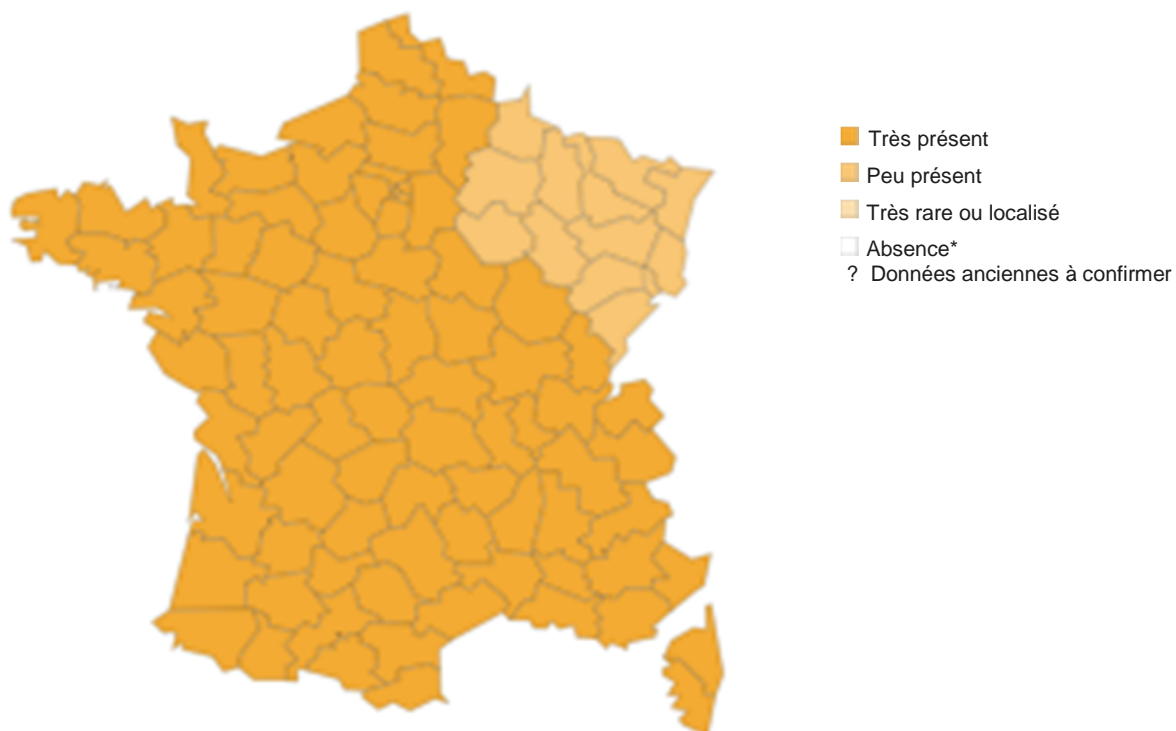 Très présent
Peu présent
Très rare ou localisé
Absence*
? Données anciennes à confirmer